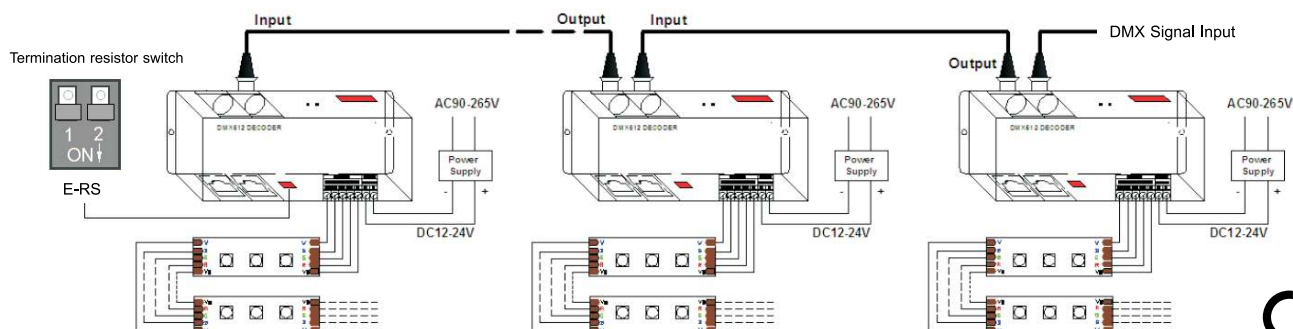 Input
Output
Input
Output
DMX Signal Input
Termination resistor switch
1 2
ON
E-RS
DMX512 DECODER
AC90-265V
Power
Supply
- +
DC12-24V
DMX512 DECODER
AC90-265V
Power
Supply
- +
DC12-24V
DMX512 DECODER
AC90-265V
Power
Supply
- +
DC12-24V